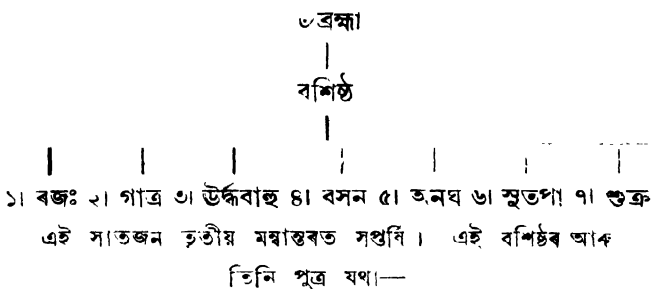 ৺ ব্ৰহ্মা
বশিষ্ঠ
১। ৰজঃ ২। গাত্ৰ ৩। ঊৰ্দ্ধবাহু ৪। বসন ৫। অনঘ ৬। সুতপা ৭। শুক্ৰ
এই সাতজন তৃতীয় মন্বান্তৰত সপ্তৰ্ষি। এই বশিষ্ঠৰ আৰু
তিনি পুত্ৰ যথা—